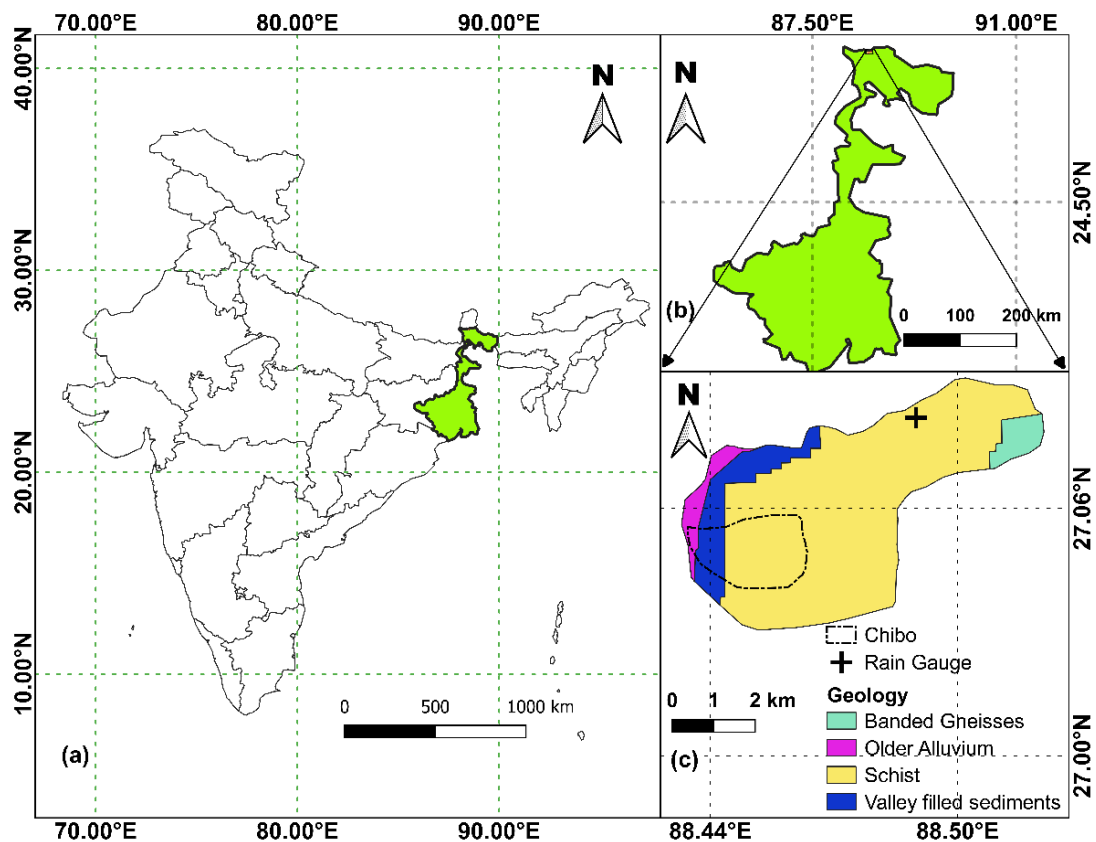 70.00°E 80.00°E 90.00°E
87.50°E 91.00°E
40.00°N
30.00°N
20.00°N
10.00°N
N
0 500 1000 km
(a)
70.00°E 80.00°E 90.00°E
N
24.50°N
(b)
0 100 200 km
N
27.06°N
Chibo
Rain Gauge
0 1 2 km
Geology
Banded Gneisses
Older Alluvium
Schist
Valley filled sediments
(c)
27.00°N
88.44°E 88.50°E